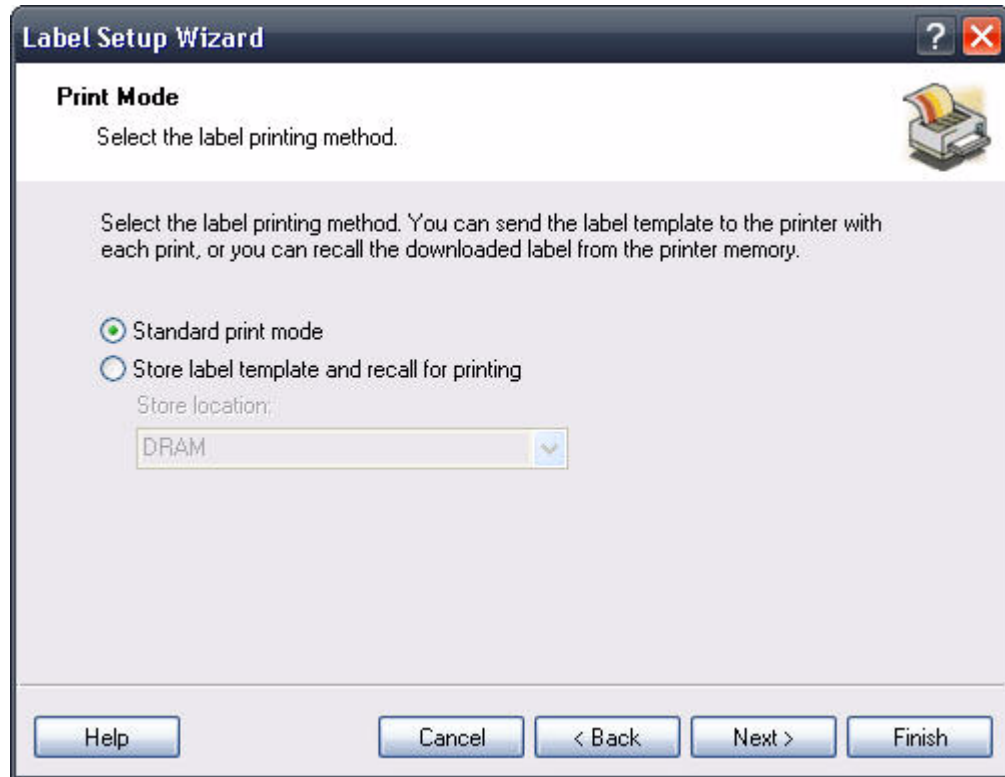 Label Setup Wizard
?
Print Mode
Select the label printing method.
Select the label printing method. You can send the label template to the printer with
each print, or you can recall the downloaded label from the printer memory.
Standard print mode
Store label template and recall for printing
Store location:
DRAM
Help
Cancel
< Back
Next >
Finish